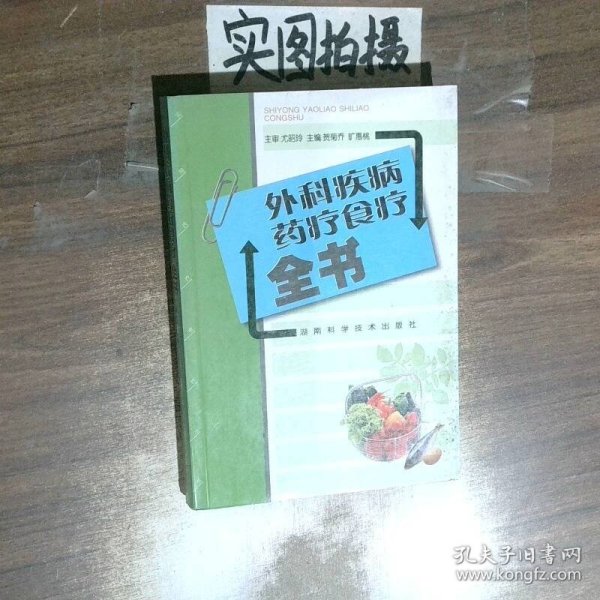 实图拍摄
SHIYONG YAOLIAO SHILIAO
CONGSHU
主审 尤昭玲 主编 贺菊乔 旷惠桃
外科疾病
药疗食疗
全书
湖南科学技术出版社
孔夫子旧书网
www.kongfz.com